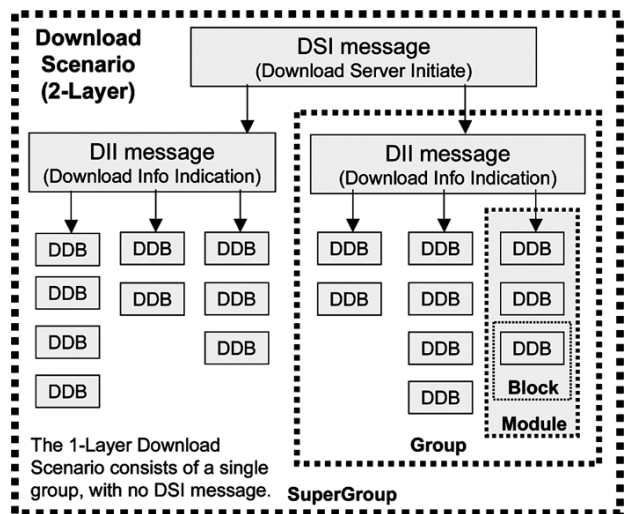 Download
Scenario
(2-Layer)
DSI message
(Download Server Initiate)
DII message
(Download Info Indication)
DII message
(Download Info Indication)
DDB DDB DDB DDB DDB DDB
DDB DDB DDB DDB DDB DDB
DDB DDB DDB DDB
DDB DDB
Block
Module
Group
The 1-Layer Download
Scenario consists of a single
group, with no DSI message.
SuperGroup